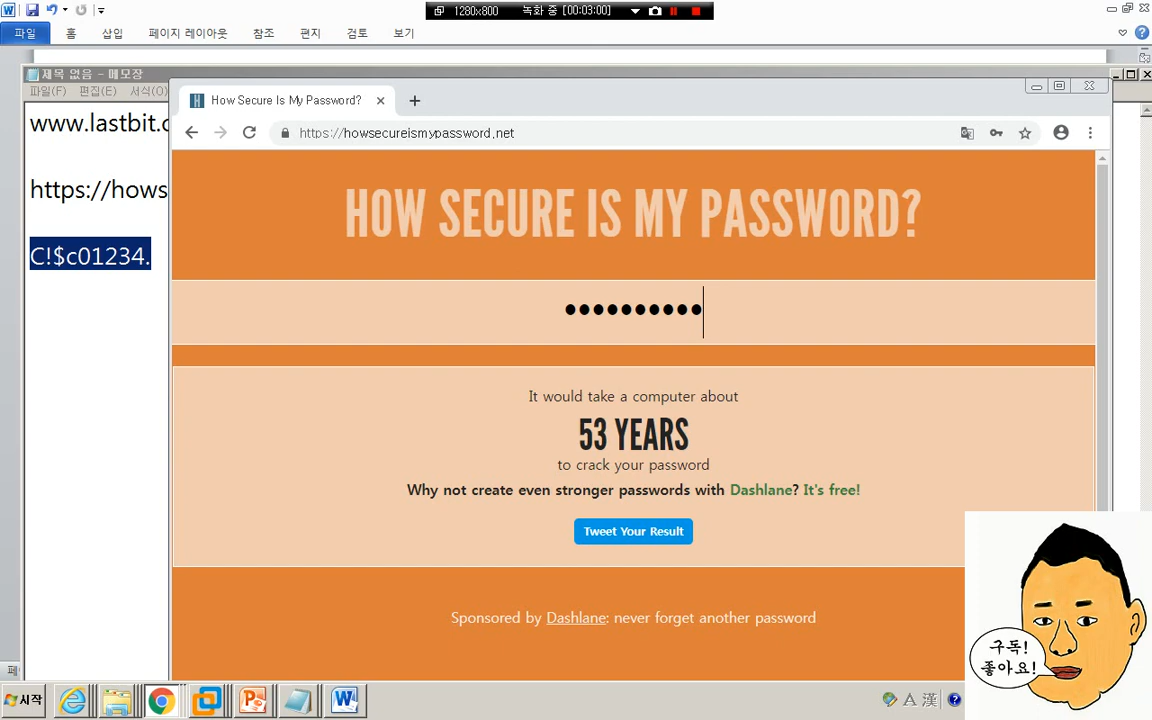 1280x800 녹화 중 [00:03:00]
파일 홈 삽입 페이지 레이아웃 참조 편지 검토 보기
제목 없음 - 메모장
파일(F) 편집(E) 서식(O)
How Secure Is My Password?
https://howsecureismypassword.net
www.lastbit.c
https://hows
C!$c01234.
HOW SECURE IS MY PASSWORD?
••••••••••
It would take a computer about
53 YEARS
to crack your password
Why not create even stronger passwords with Dashlane? It's free!
Tweet Your Result
Sponsored by Dashlane: never forget another password
구독!
좋아요!
시작
A 漢